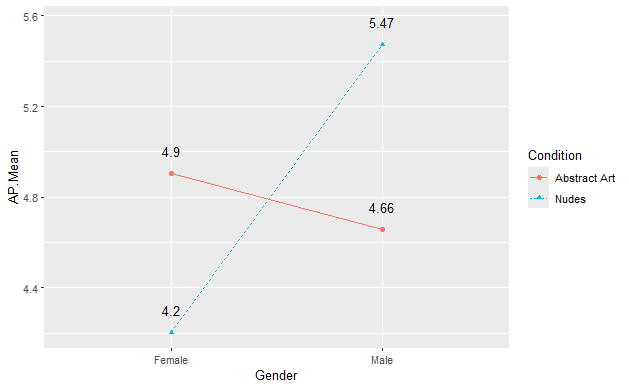 5.6
5.2
4.8
4.4
AP.Mean
5.47
4.9
4.66
4.2
Female
Male
Gender
Condition
Abstract Art
Nudes